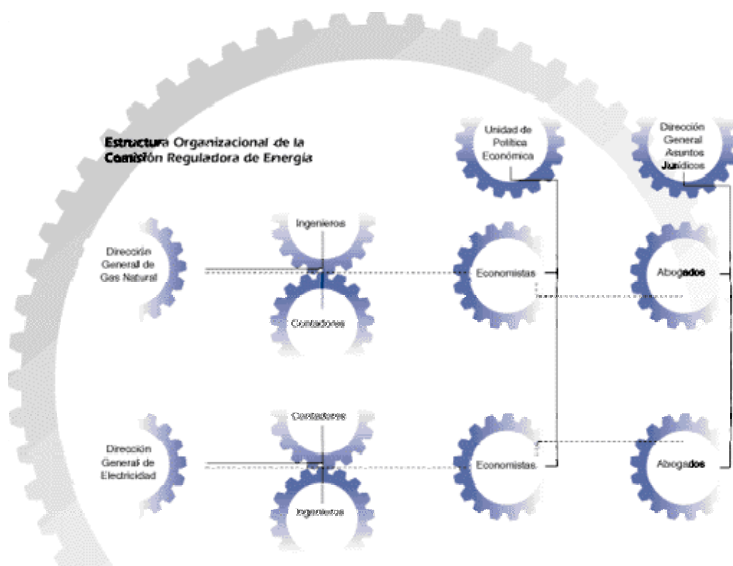 Estructura Organizacional de la
Comisión Reguladora de Energía
Unidad de
Política
Económica
Dirección
General
Asuntos
Jurídicos
Dirección
General de
Gas Natural
Ingenieros
Contadores
Economistas
Abogados
Dirección
General de
Electricidad
Contadores
Ingenieros
Economistas
Abogados